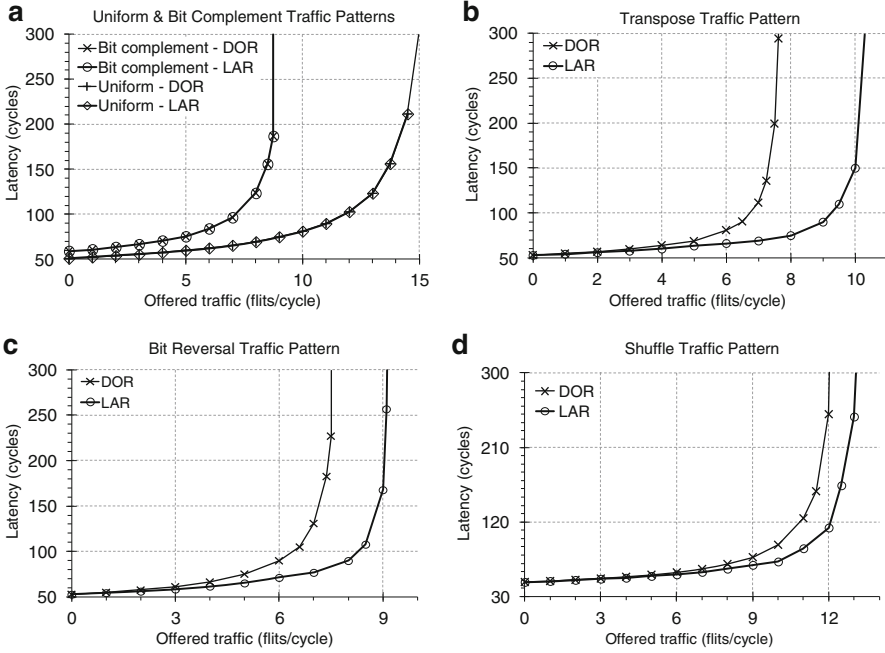 a
Uniform & Bit Complement Traffic Patterns
300
250
200
150
100
50
Latency (cycles)
Bit complement - DOR
Bit complement - LAR
Uniform - DOR
Uniform - LAR
0 5 10 15
Offered traffic (flits/cycle)
b
Transpose Traffic Pattern
300
250
200
150
100
50
Latency (cycles)
DOR
LAR
0 2 4 6 8 10
Offered traffic (flits/cycle)
c
Bit Reversal Traffic Pattern
300
250
200
150
100
50
Latency (cycles)
DOR
LAR
0 3 6 9
Offered traffic (flits/cycle)
d
Shuffle Traffic Pattern
300
210
120
30
Latency (cycles)
DOR
LAR
0 3 6 9 12
Offered traffic (flits/cycle)